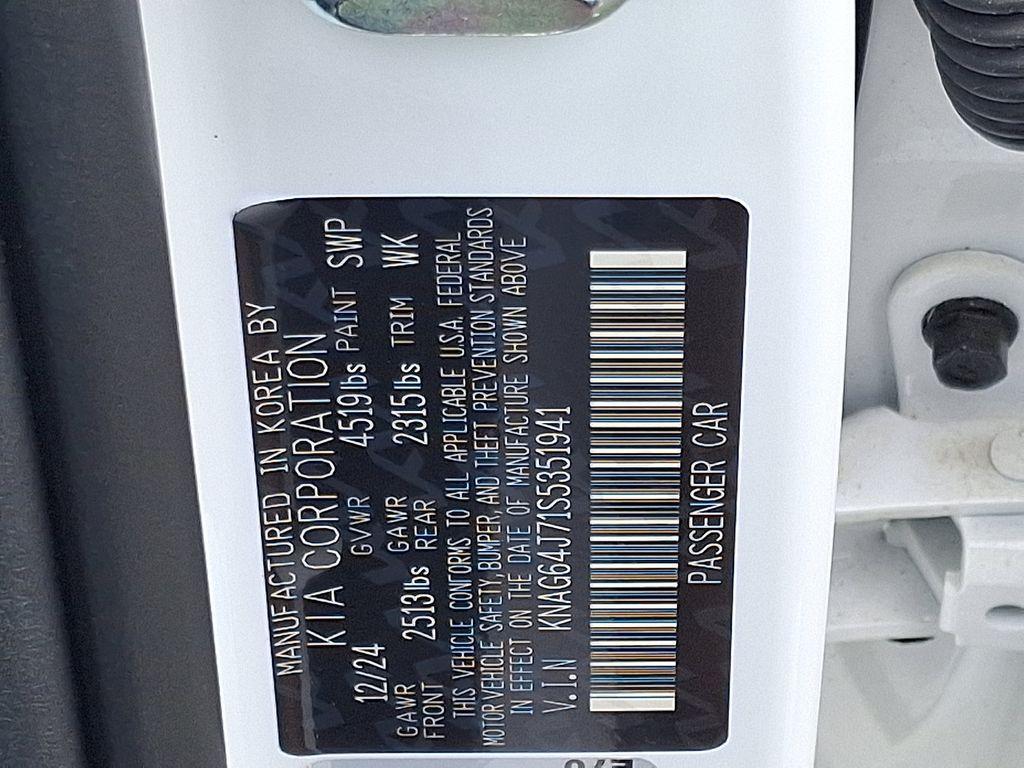 MANUFACTURED IN KOREA BY
KIA CORPORATION
12/24 GVWR 4519lbs PAINT SWP
GAWR FRONT 2513lbs GAWR REAR 2315lbs TRIM WK
THIS VEHICLE CONFORMS TO ALL APPLICABLE U.S.A. FEDERAL
MOTOR VEHICLE SAFETY, BUMPER, AND THEFT PREVENTION STANDARDS
IN EFFECT ON THE DATE OF MANUFACTURE SHOWN ABOVE
V.I.N KNAG64J71S5351941
PASSENGER CAR